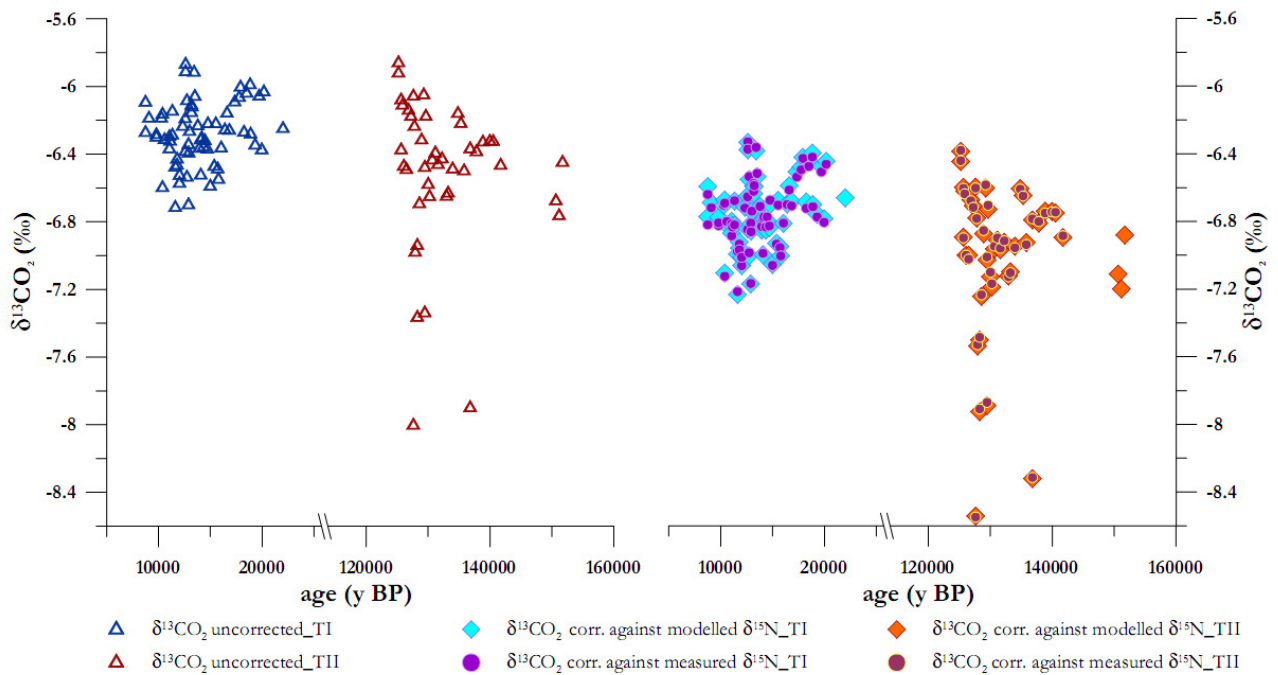 -5.6
-6
-6.4
-6.8
-7.2
-7.6
-8
-8.4
δ¹³CO₂ (‰)
10000 20000 120000 140000 160000
age (y BP)
10000 20000 120000 140000 160000
age (y BP)
-5.6
-6
-6.4
-6.8
-7.2
-7.6
-8
-8.4
δ¹³CO₂ (‰)
δ¹³CO₂ uncorrected_TI
δ¹³CO₂ corr. against modelled δ¹⁵N_TI
δ¹³CO₂ corr. against modelled δ¹⁵N_TII
δ¹³CO₂ uncorrected_TII
δ¹³CO₂ corr. against measured δ¹⁵N_TI
δ¹³CO₂ corr. against measured δ¹⁵N_TII